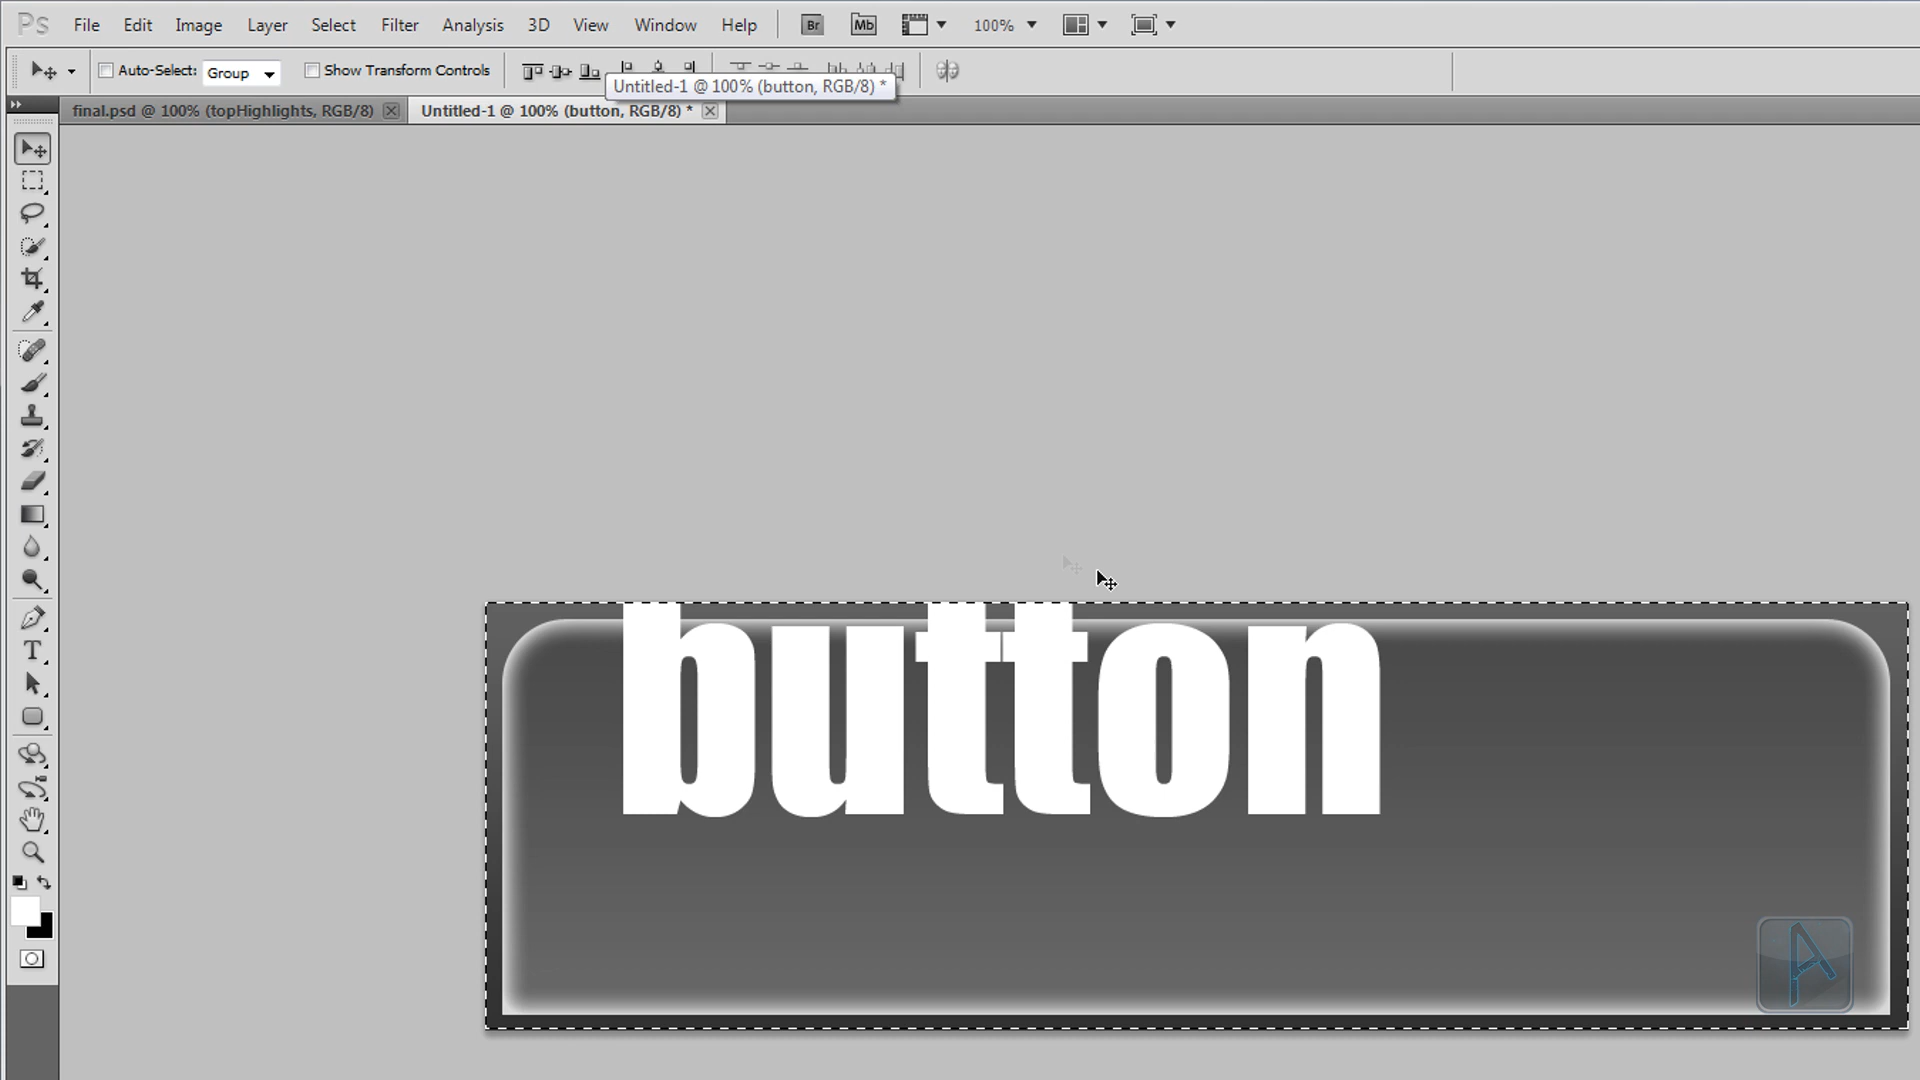 Ps File Edit Image Layer Select Filter Analysis 3D View Window Help Br Mb 100%
Auto-Select: Group Show Transform Controls
Untitled-1 @ 100% (button, RGB/8) *
final.psd @ 100% (topHighlights, RGB/8) Untitled-1 @ 100% (button, RGB/8) *
T
button
A